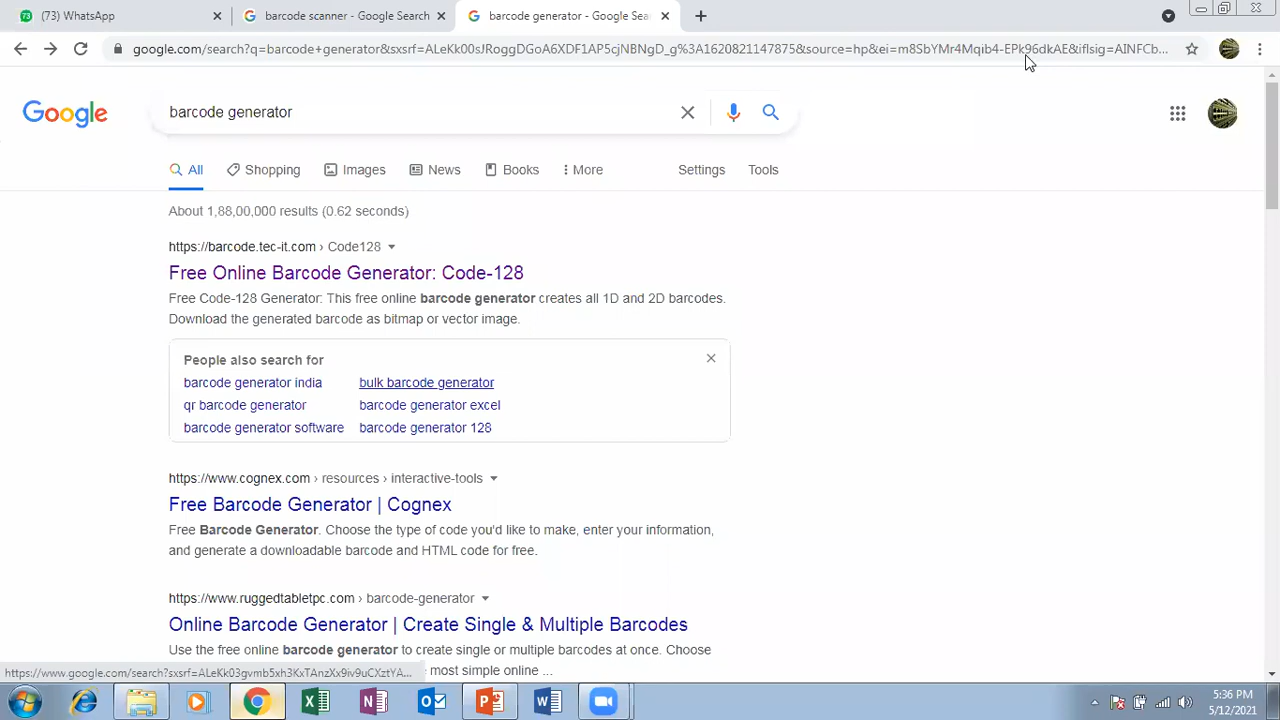 (73) WhatsApp
barcode scanner - Google Search
barcode generator - Google Sea
google.com/search?q=barcode+generator&sxsrf=ALeKk00sJRoggDGoA6XDF1AP5cjNBNgD_g%3A1620821147875&source=hp&ei=m8SbYMr4Mqib4-EPk96dkAE&iflsig=AINFCb...
Google
barcode generator
All
Shopping
Images
News
Books
More
Settings
Tools
About 1,88,00,000 results (0.62 seconds)
https://barcode.tec-it.com › Code128
Free Online Barcode Generator: Code-128
Free Code-128 Generator: This free online barcode generator creates all 1D and 2D barcodes.
Download the generated barcode as bitmap or vector image.
People also search for
barcode generator india
bulk barcode generator
qr barcode generator
barcode generator excel
barcode generator software
barcode generator 128
https://www.cognex.com › resources › interactive-tools
Free Barcode Generator | Cognex
Free Barcode Generator. Choose the type of code you'd like to make, enter your information,
and generate a downloadable barcode and HTML code for free.
https://www.ruggedtabletpc.com › barcode-generator
Online Barcode Generator | Create Single & Multiple Barcodes
Use the free online barcode generator to create single or multiple barcodes at once. Choose
most simple online ...
https://www.google.com/search?sxsrf=ALeKk03gvmb5xh3KxTAnzXx9iv9uCXztYA...
5:36 PM
5/12/2021